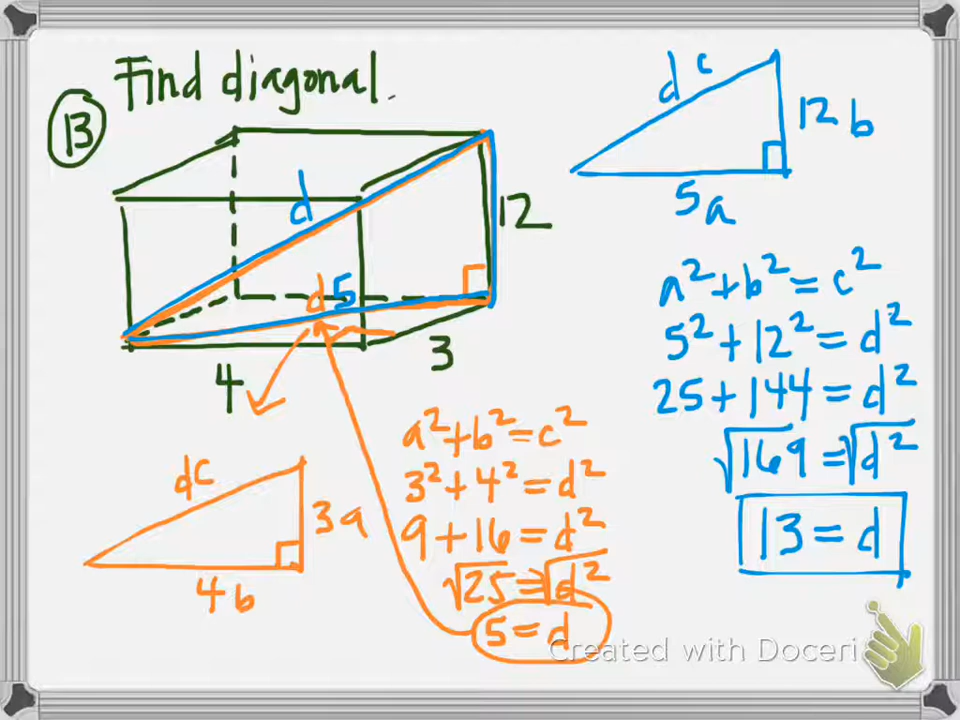 13
Find diagonal.
d
12
d 5
4
3
d c
3 a
4 b
a² + b² = c²
3² + 4² = d²
9 + 16 = d²
√25 = √d²
5 = d
d c
12 b
5 a
a² + b² = c²
5² + 12² = d²
25 + 144 = d²
√169 = √d²
13 = d
Created with Doceri